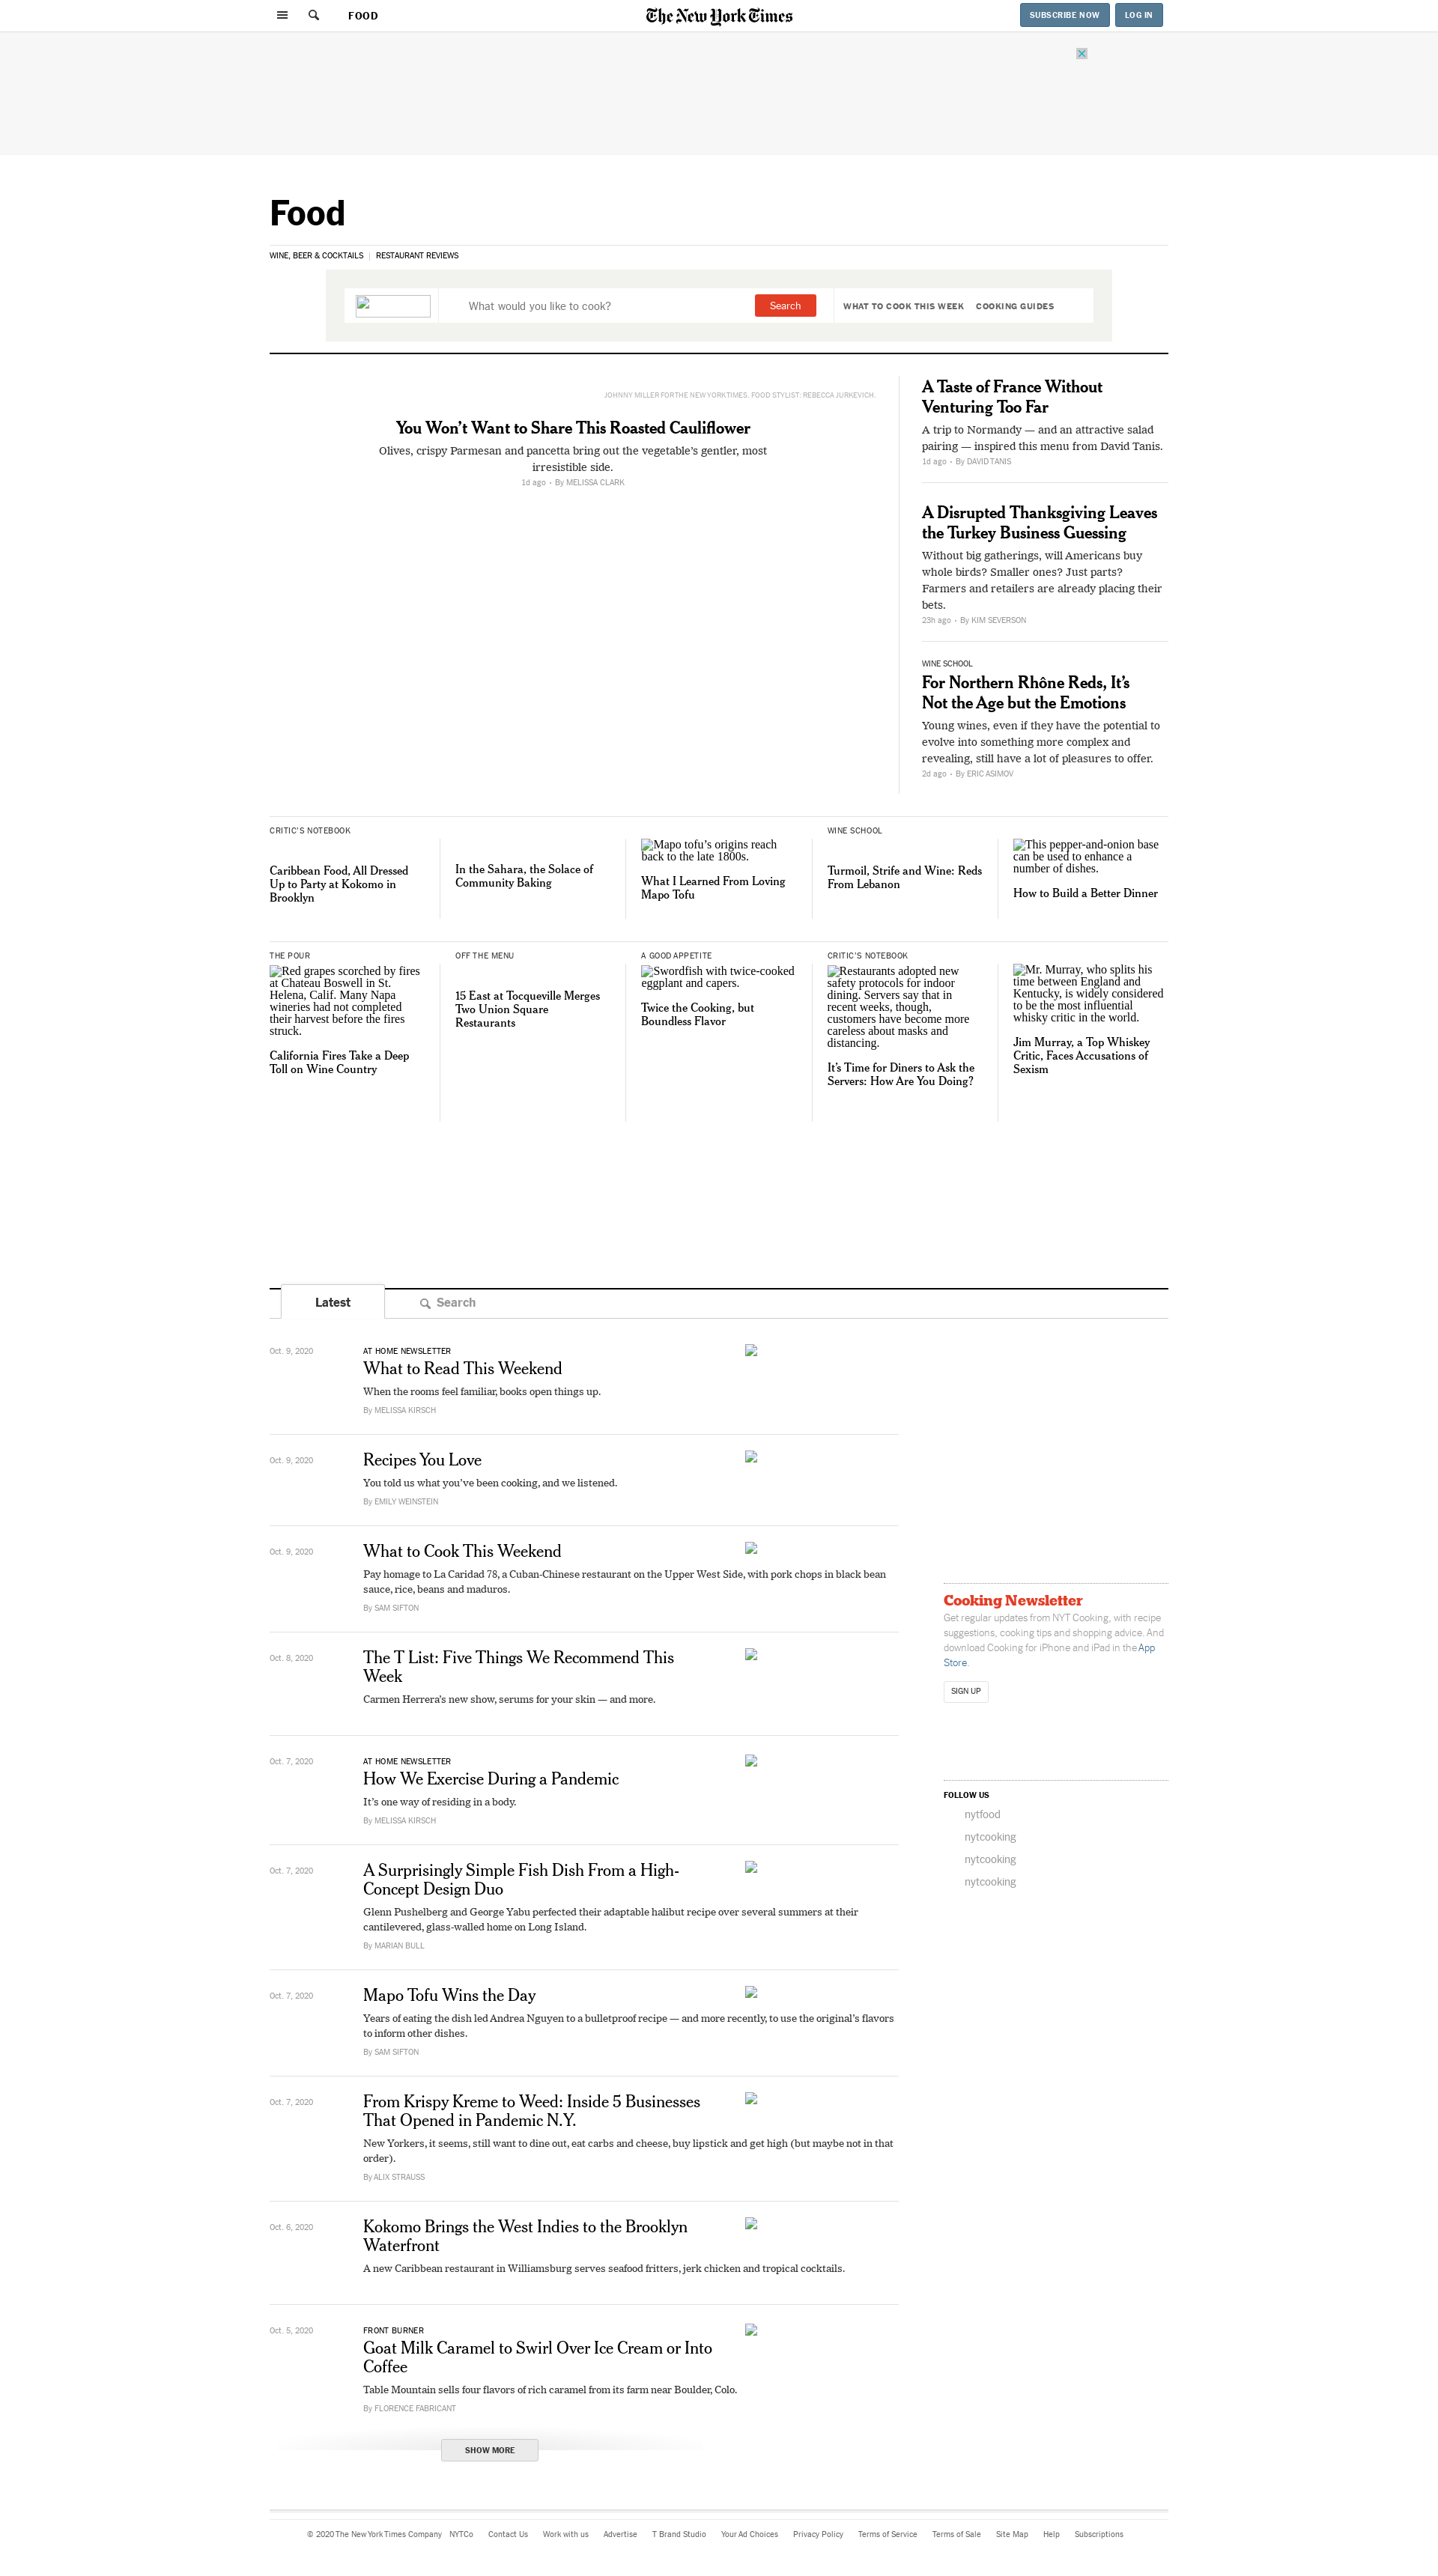 FOOD
The New York Times
SUBSCRIBE NOW
LOG IN
Food
WINE, BEER & COCKTAILS
RESTAURANT REVIEWS
What would you like to cook?
Search
WHAT TO COOK THIS WEEK
COOKING GUIDES
JOHNNY MILLER FOR THE NEW YORK TIMES. FOOD STYLIST: REBECCA JURKEVICH.
You Won’t Want to Share This Roasted Cauliflower
Olives, crispy Parmesan and pancetta bring out the vegetable’s gentler, most
irresistible side.
1d ago • By MELISSA CLARK
A Taste of France Without
Venturing Too Far
A trip to Normandy — and an attractive salad
pairing — inspired this menu from David Tanis.
1d ago • By DAVID TANIS
A Disrupted Thanksgiving Leaves
the Turkey Business Guessing
Without big gatherings, will Americans buy
whole birds? Smaller ones? Just parts?
Farmers and retailers are already placing their
bets.
23h ago • By KIM SEVERSON
WINE SCHOOL
For Northern Rhône Reds, It’s
Not the Age but the Emotions
Young wines, even if they have the potential to
evolve into something more complex and
revealing, still have a lot of pleasures to offer.
2d ago • By ERIC ASIMOV
CRITIC’S NOTEBOOK
Caribbean Food, All Dressed
Up to Party at Kokomo in
Brooklyn
In the Sahara, the Solace of
Community Baking
Mapo tofu’s origins reach
back to the late 1800s.
What I Learned From Loving
Mapo Tofu
WINE SCHOOL
Turmoil, Strife and Wine: Reds
From Lebanon
This pepper-and-onion base
can be used to enhance a
number of dishes.
How to Build a Better Dinner
THE POUR
Red grapes scorched by fires
at Chateau Boswell in St.
Helena, Calif. Many Napa
wineries had not completed
their harvest before the fires
struck.
California Fires Take a Deep
Toll on Wine Country
OFF THE MENU
15 East at Tocqueville Merges
Two Union Square
Restaurants
A GOOD APPETITE
Swordfish with twice-cooked
eggplant and capers.
Twice the Cooking, but
Boundless Flavor
CRITIC’S NOTEBOOK
Restaurants adopted new
safety protocols for indoor
dining. Servers say that in
recent weeks, though,
customers have become more
careless about masks and
distancing.
It’s Time for Diners to Ask the
Servers: How Are You Doing?
Mr. Murray, who splits his
time between England and
Kentucky, is widely considered
to be the most influential
whisky critic in the world.
Jim Murray, a Top Whiskey
Critic, Faces Accusations of
Sexism
Latest
Search
Oct. 9, 2020
AT HOME NEWSLETTER
What to Read This Weekend
When the rooms feel familiar, books open things up.
By MELISSA KIRSCH
Oct. 9, 2020
Recipes You Love
You told us what you’ve been cooking, and we listened.
By EMILY WEINSTEIN
Oct. 9, 2020
What to Cook This Weekend
Pay homage to La Caridad 78, a Cuban-Chinese restaurant on the Upper West Side, with pork chops in black bean
sauce, rice, beans and maduros.
By SAM SIFTON
Oct. 8, 2020
The T List: Five Things We Recommend This
Week
Carmen Herrera’s new show, serums for your skin — and more.
Oct. 7, 2020
AT HOME NEWSLETTER
How We Exercise During a Pandemic
It’s one way of residing in a body.
By MELISSA KIRSCH
Oct. 7, 2020
A Surprisingly Simple Fish Dish From a High-
Concept Design Duo
Glenn Pushelberg and George Yabu perfected their adaptable halibut recipe over several summers at their
cantilevered, glass-walled home on Long Island.
By MARIAN BULL
Oct. 7, 2020
Mapo Tofu Wins the Day
Years of eating the dish led Andrea Nguyen to a bulletproof recipe — and more recently, to use the original’s flavors
to inform other dishes.
By SAM SIFTON
Oct. 7, 2020
From Krispy Kreme to Weed: Inside 5 Businesses
That Opened in Pandemic N.Y.
New Yorkers, it seems, still want to dine out, eat carbs and cheese, buy lipstick and get high (but maybe not in that
order).
By ALIX STRAUSS
Oct. 6, 2020
Kokomo Brings the West Indies to the Brooklyn
Waterfront
A new Caribbean restaurant in Williamsburg serves seafood fritters, jerk chicken and tropical cocktails.
Oct. 5, 2020
FRONT BURNER
Goat Milk Caramel to Swirl Over Ice Cream or Into
Coffee
Table Mountain sells four flavors of rich caramel from its farm near Boulder, Colo.
By FLORENCE FABRICANT
SHOW MORE
Cooking Newsletter
Get regular updates from NYT Cooking, with recipe
suggestions, cooking tips and shopping advice. And
download Cooking for iPhone and iPad in the App
Store.
SIGN UP
FOLLOW US
nytfood
nytcooking
nytcooking
nytcooking
© 2020 The New York Times Company NYTCo Contact Us Work with us Advertise T Brand Studio Your Ad Choices Privacy Policy Terms of Service Terms of Sale Site Map Help Subscriptions